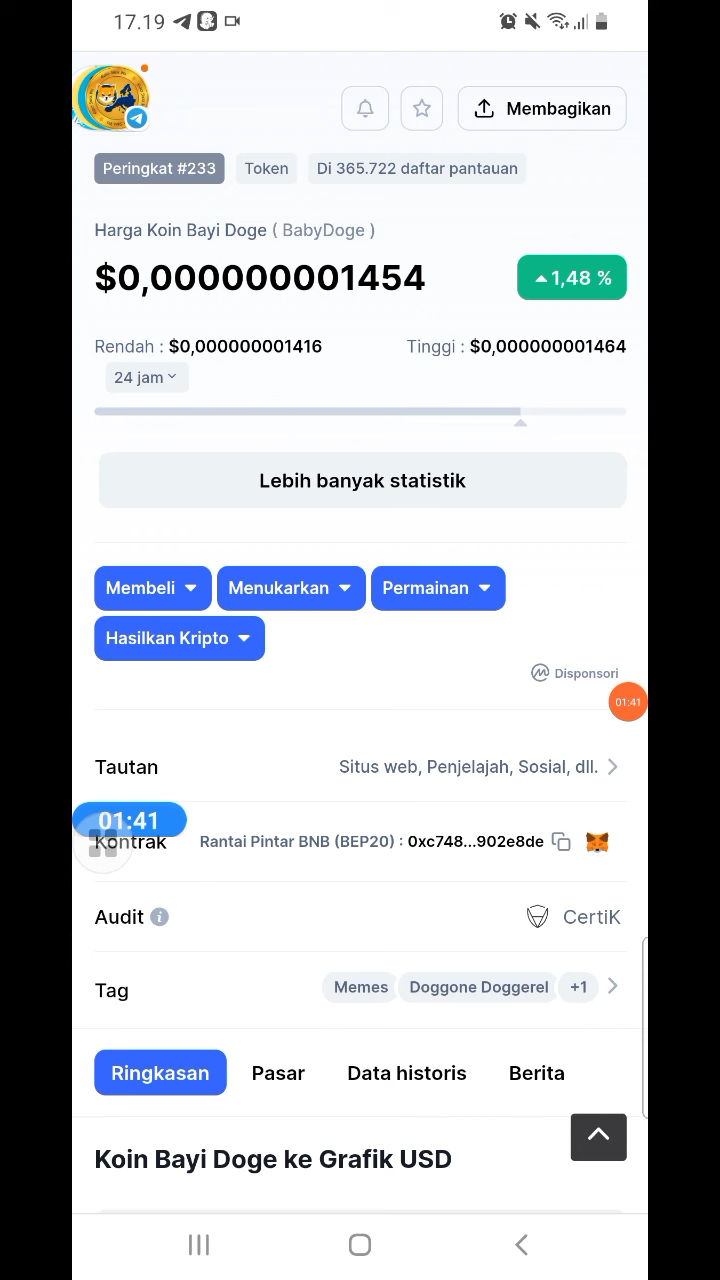 17.19
Membagikan
Peringkat #233
Token
Di 365.722 daftar pantauan
Harga Koin Bayi Doge ( BabyDoge )
$0,000000001454
1,48 %
Rendah : $0,000000001416
Tinggi : $0,000000001464
24 jam
Lebih banyak statistik
Membeli
Menukarkan
Permainan
Hasilkan Kripto
Disponsori
01:41
Tautan
Situs web, Penjelajah, Sosial, dll.
01:41
Kontrak
Rantai Pintar BNB (BEP20) : 0xc748...902e8de
Audit
CertiK
Tag
Memes
Doggone Doggerel
+1
Ringkasan
Pasar
Data historis
Berita
Koin Bayi Doge ke Grafik USD